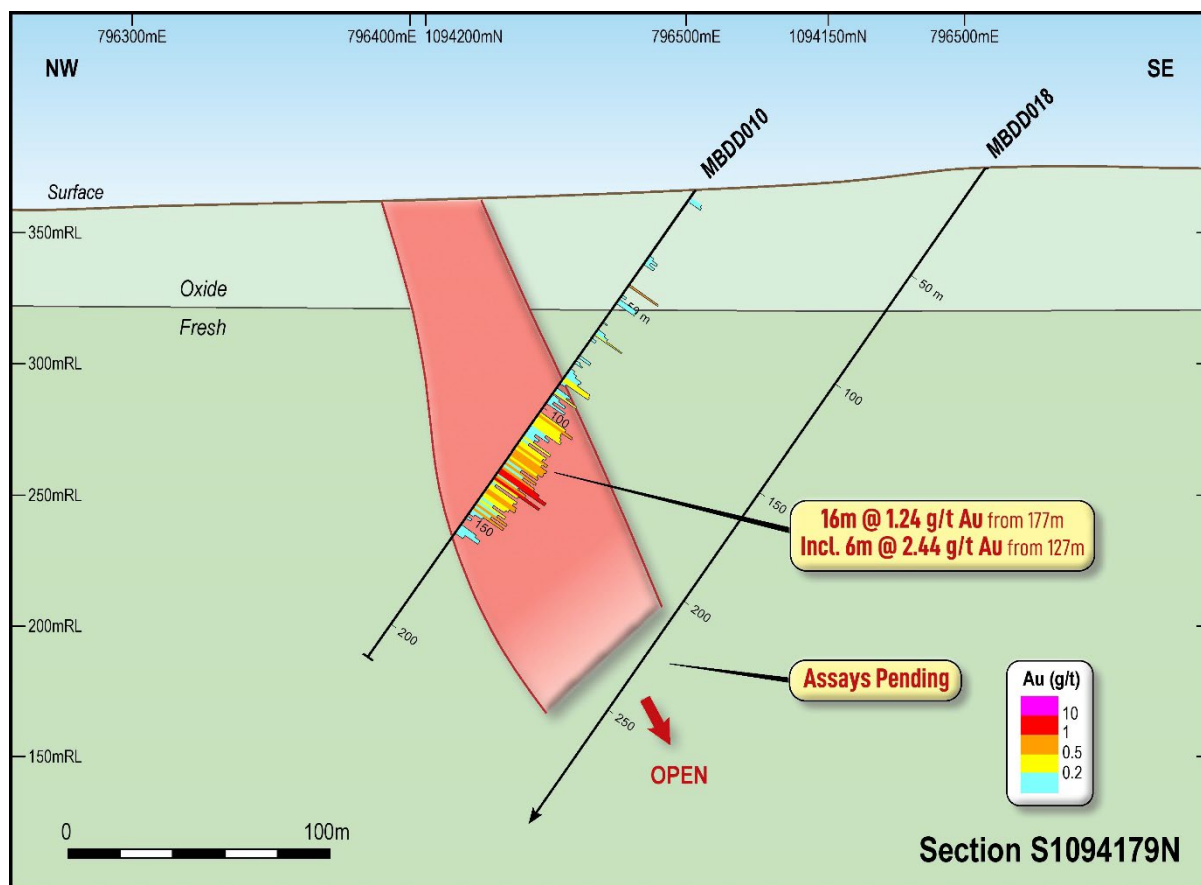 796300mE
796400mE
1094200mN
796500mE
1094150mN
796500mE
NW
SE
MBDD010
MBDD018
Surface
350mRL
Oxide
Fresh
300mRL
250mRL
200mRL
150mRL
50 m
100
150
200
50 m
100
150
200
250
16m @ 1.24 g/t Au from 177m
Incl. 6m @ 2.44 g/t Au from 127m
Assays Pending
OPEN
Au (g/t)
10
1
0.5
0.2
0
100m
Section S1094179N